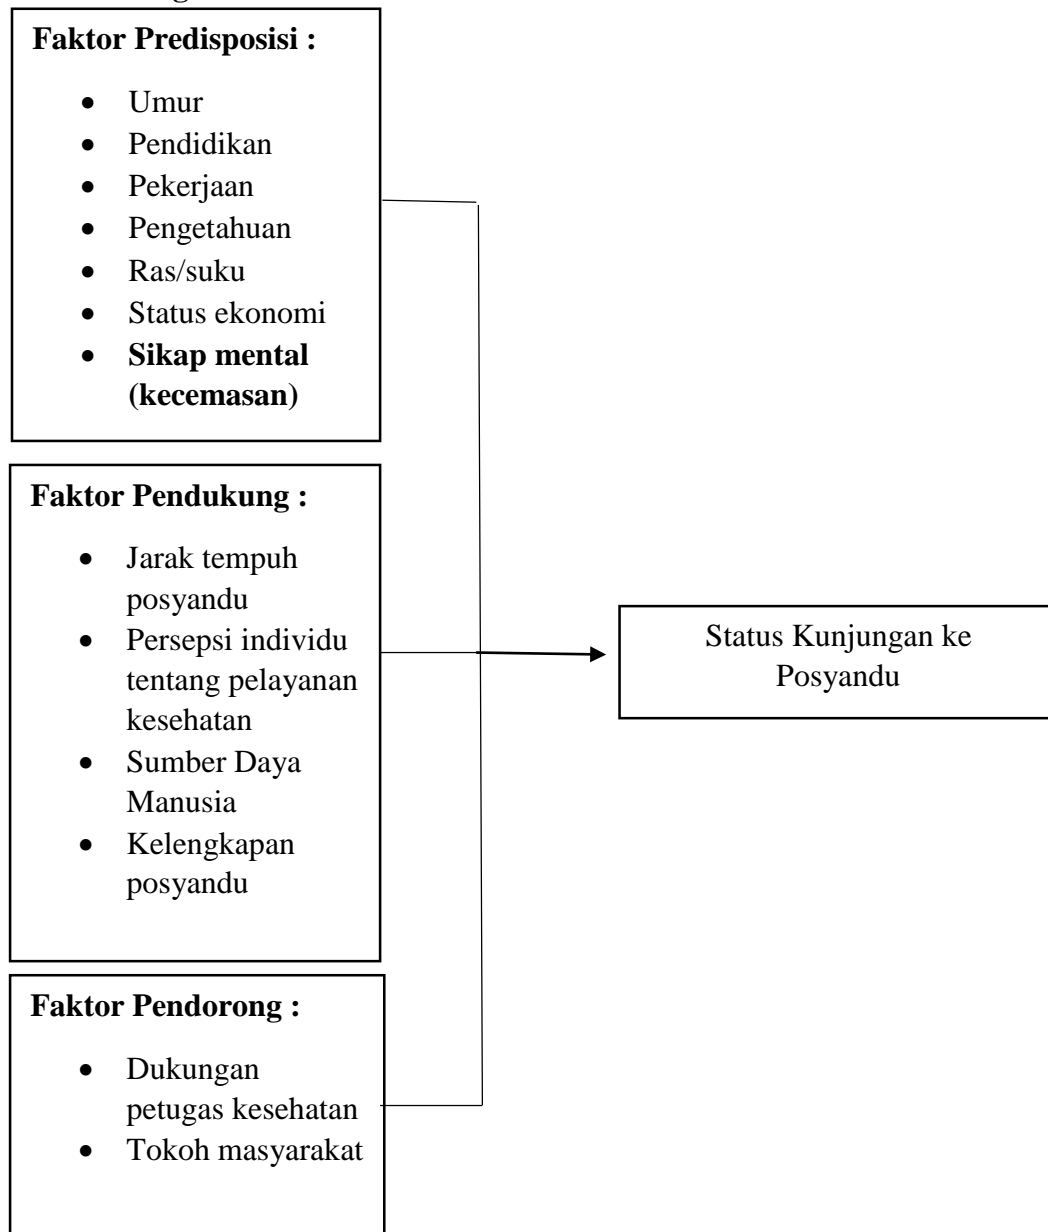 Faktor Predisposisi :
• Umur
• Pendidikan
• Pekerjaan
• Pengetahuan
• Ras/suku
• Status ekonomi
• Sikap mental
(kecemasan)
Faktor Pendukung :
• Jarak tempuh
posyandu
• Persepsi individu
tentang pelayanan
kesehatan
• Sumber Daya
Manusia
• Kelengkapan
posyandu
Status Kunjungan ke
Posyandu
Faktor Pendorong :
• Dukungan
petugas kesehatan
• Tokoh masyarakat